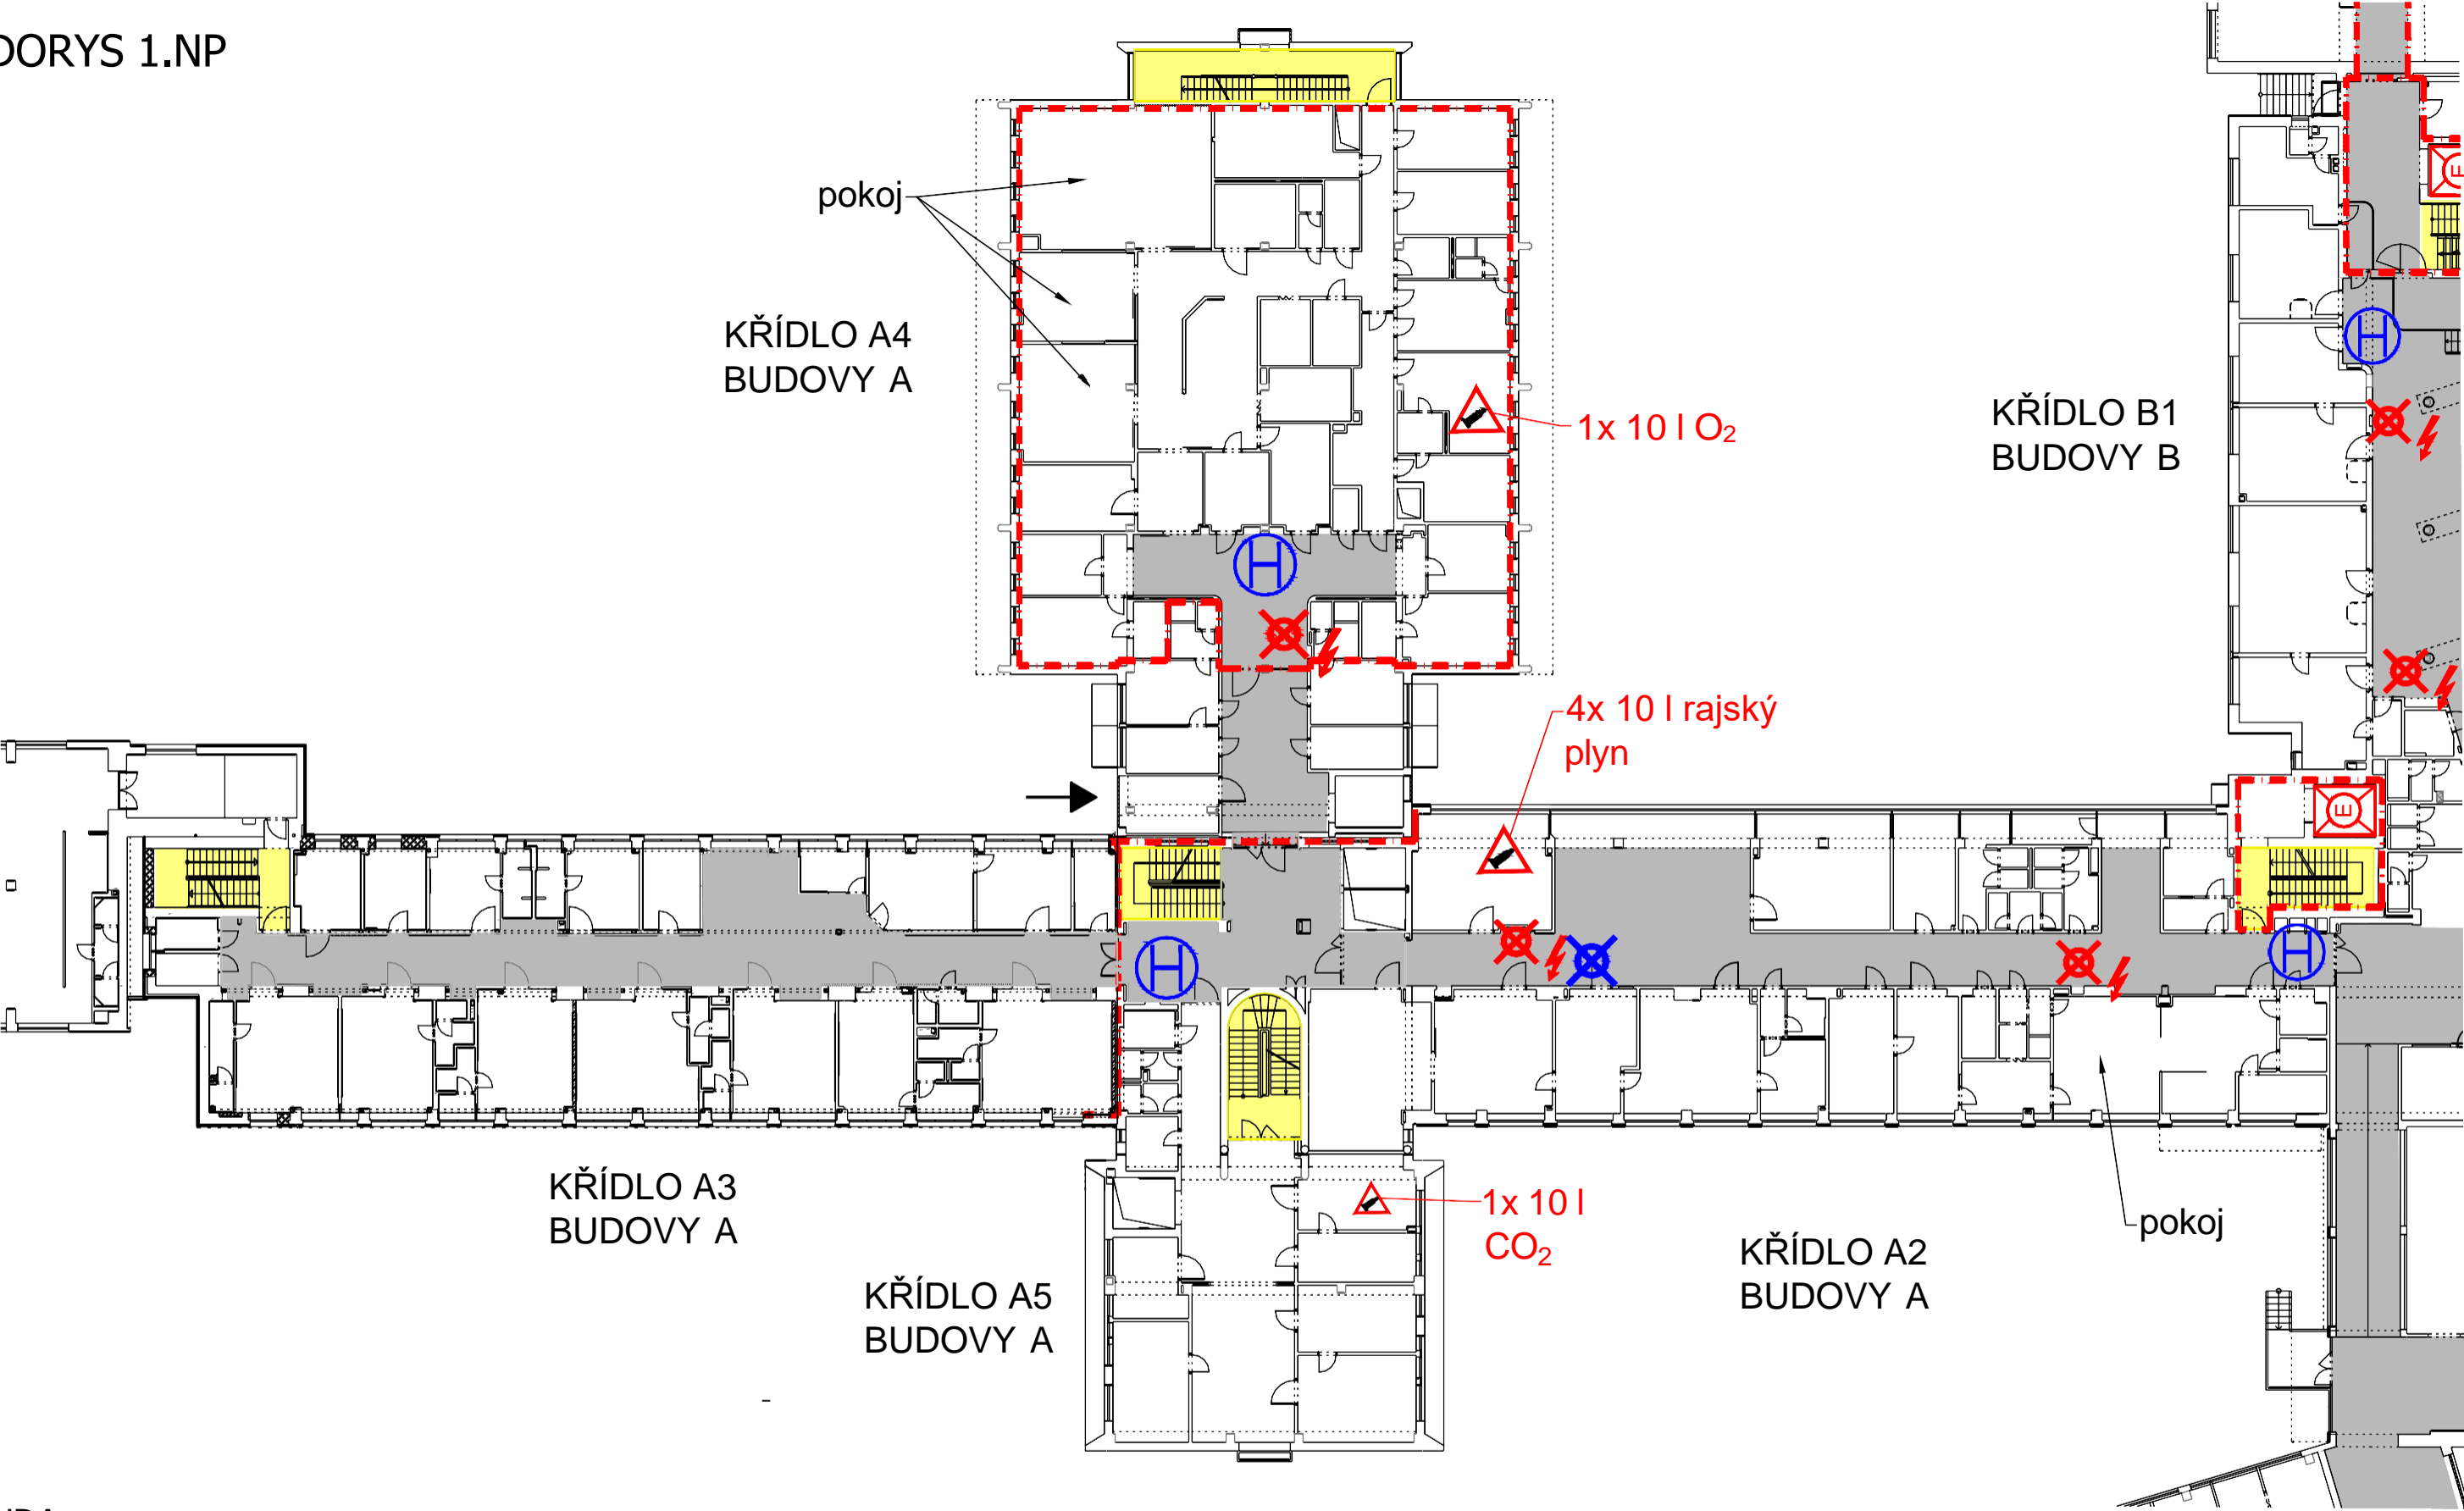 DORYS 1.NP
pokoj
KŘÍDLO A4
BUDOVY A
1x 10 l O₂
KŘÍDLO B1
BUDOVY B
H
H
4x 10 l rajský
plyn
E
H
H
KŘÍDLO A3
BUDOVY A
1x 10 l
CO₂
KŘÍDLO A2
BUDOVY A
pokoj
KŘÍDLO A5
BUDOVY A